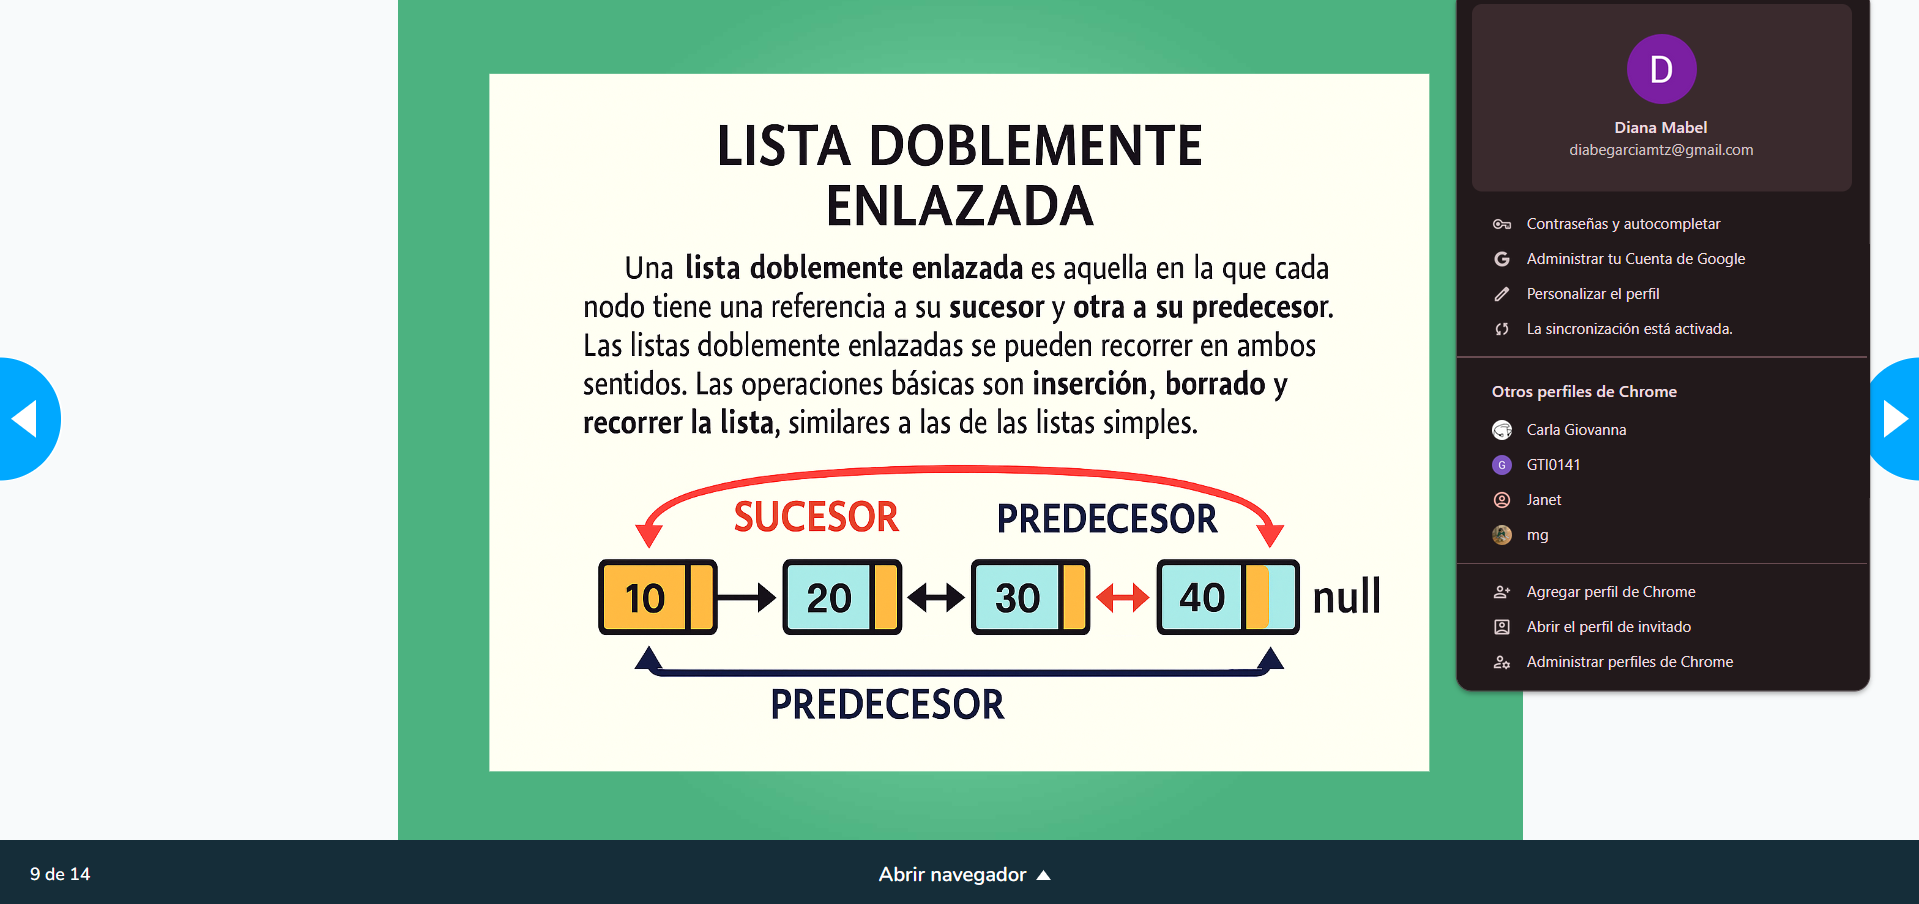 LISTA DOBLEMENTE
ENLAZADA
Una lista doblemente enlazada es aquella en la que cada
nodo tiene una referencia a su sucesor y otra a su predecesor.
Las listas doblemente enlazadas se pueden recorrer en ambos
sentidos. Las operaciones básicas son inserción, borrado y
recorrer la lista, similares a las de las listas simples.
SUCESOR
PREDECESOR
10
20
30
40
null
PREDECESOR
D
Diana Mabel
diabegarciamtz@gmail.com
Contraseñas y autocompletar
G Administrar tu Cuenta de Google
Personalizar el perfil
La sincronización está activada.
Otros perfiles de Chrome
Carla Giovanna
G GTI0141
Janet
mg
Agregar perfil de Chrome
Abrir el perfil de invitado
Administrar perfiles de Chrome
9 de 14
Abrir navegador